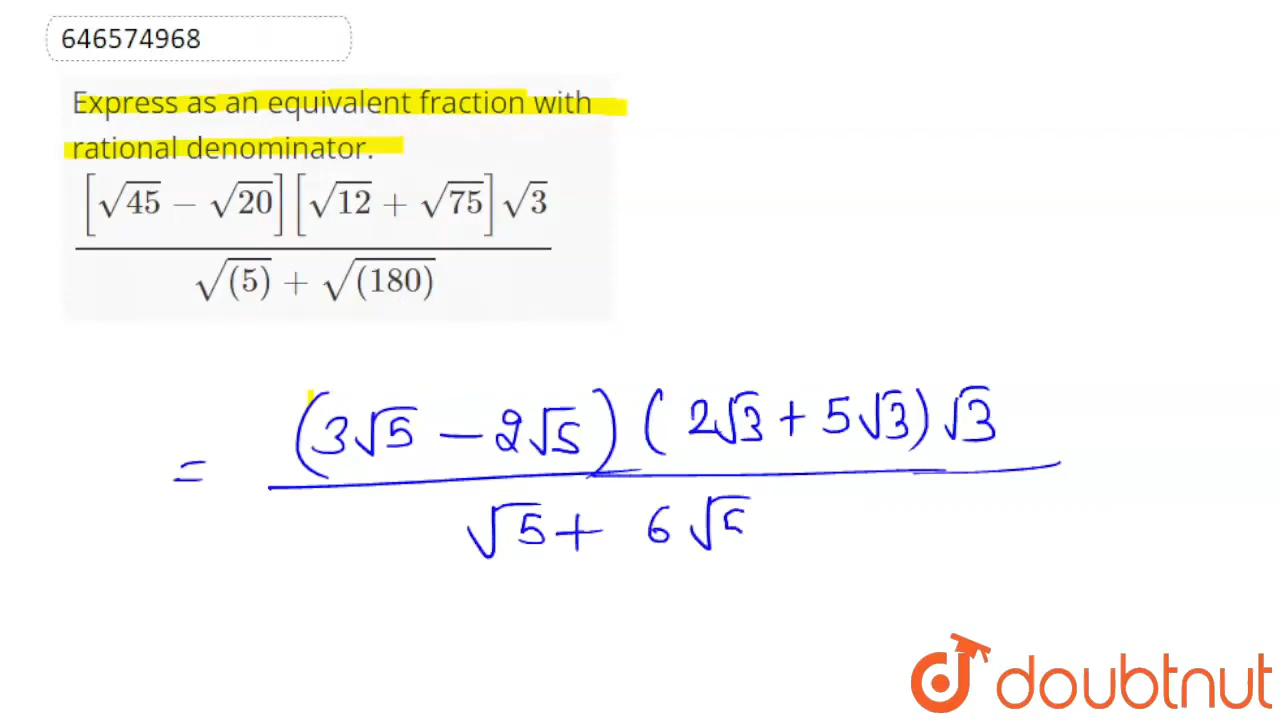 646574968
Express as an equivalent fraction with
rational denominator.
[√45 − √20][√12 + √75]√3
√(5) + √(180)
(3√5 − 2√5)(2√3 + 5√3)√3
=
√5 + 6√5
doubtnut